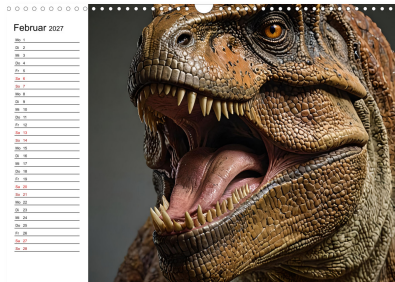 Februar 2027
Mo 1
Di 2
Mi 3
Do 4
Fr 5
Sa 6
So 7
Mo 8
Di 9
Mi 10
Do 11
Fr 12
Sa 13
So 14
Mo 15
Di 16
Mi 17
Do 18
Fr 19
Sa 20
So 21
Mo 22
Di 23
Mi 24
Do 25
Fr 26
Sa 27
So 28